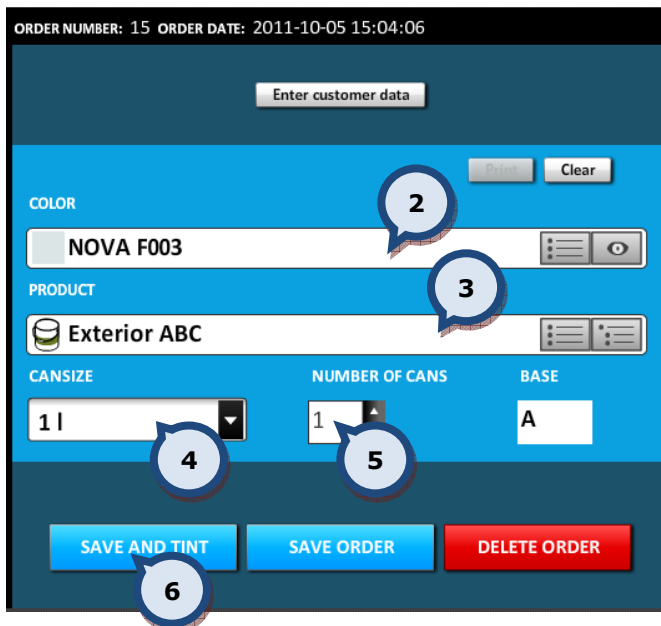 ORDER NUMBER: 15 ORDER DATE: 2011-10-05 15:04:06
Enter customer data
Print Clear
COLOR
2
NOVA F003
PRODUCT
3
Exterior ABC
CANSIZE NUMBER OF CANS BASE
1 l 1 A
4 5
SAVE AND TINT SAVE ORDER DELETE ORDER
6